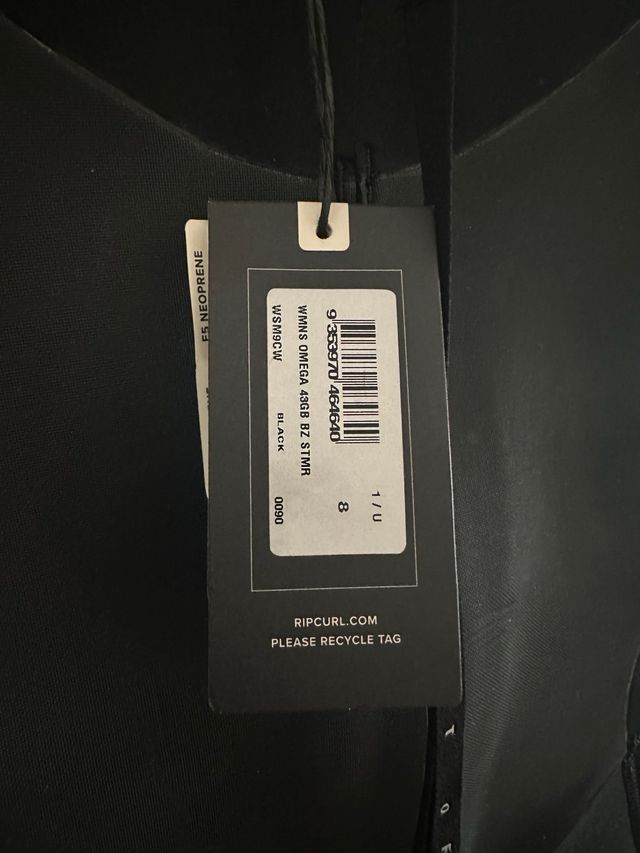 E5 NEOPRENE
9 353970 464640
WMNS OMEGA 43GB BZ STMR
WSM9CW BLACK 0090
1 / U
8
RIPCURL.COM
PLEASE RECYCLE TAG